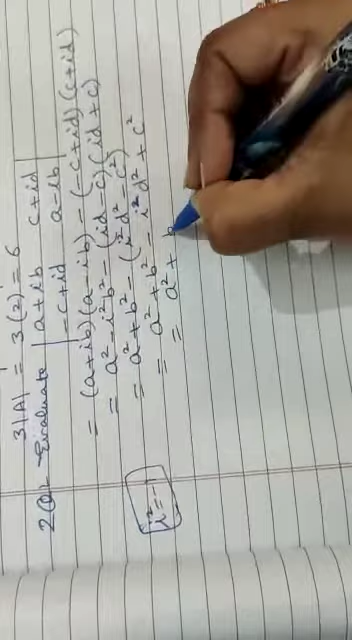 3|A| = 3(2) = 6
2Q- Evaluate | a+ib c+id
-c+id a-ib |
= (a+ib)(a-ib) - (-c+id)(c+id)
= a² - i²b² - (id-c)(id+c)
= a² + b² - (i²d² - c²)
= a² + b² - i²d² + c²
= a² + b
i² = -1